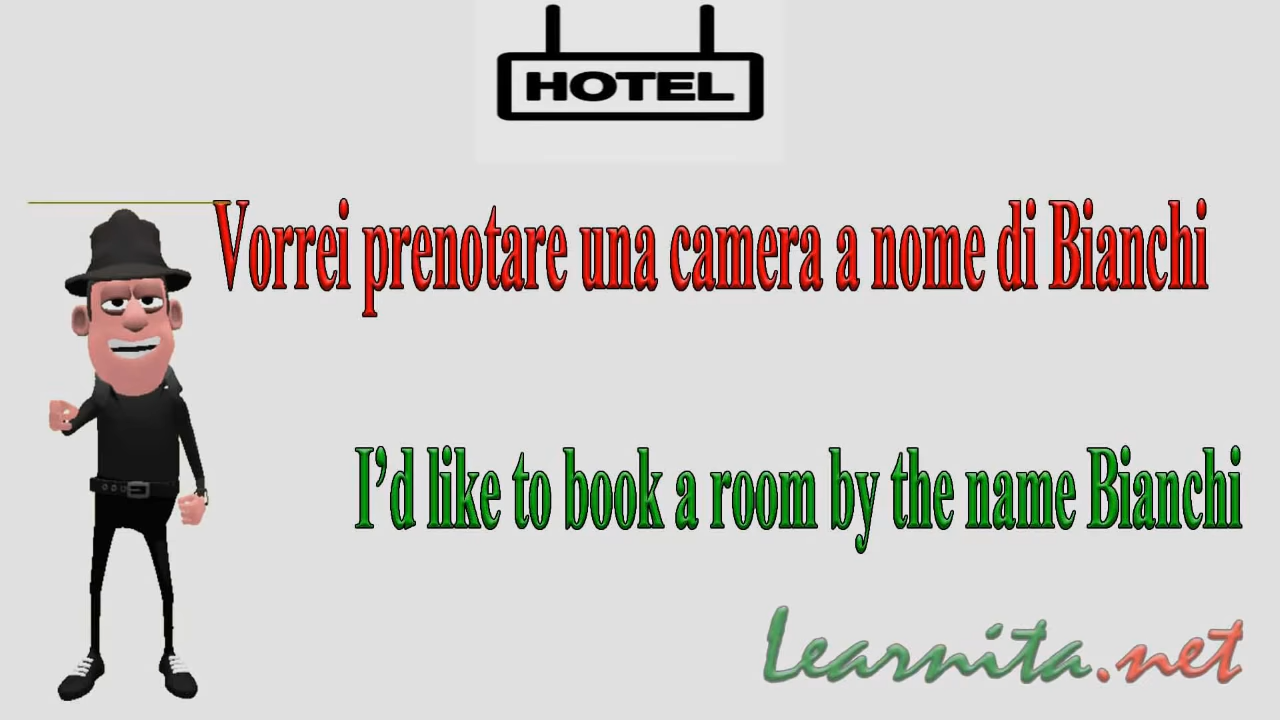 HOTEL
Vorrei prenotare una camera a nome di Bianchi
I’d like to book a room by the name Bianchi
Learnita.net